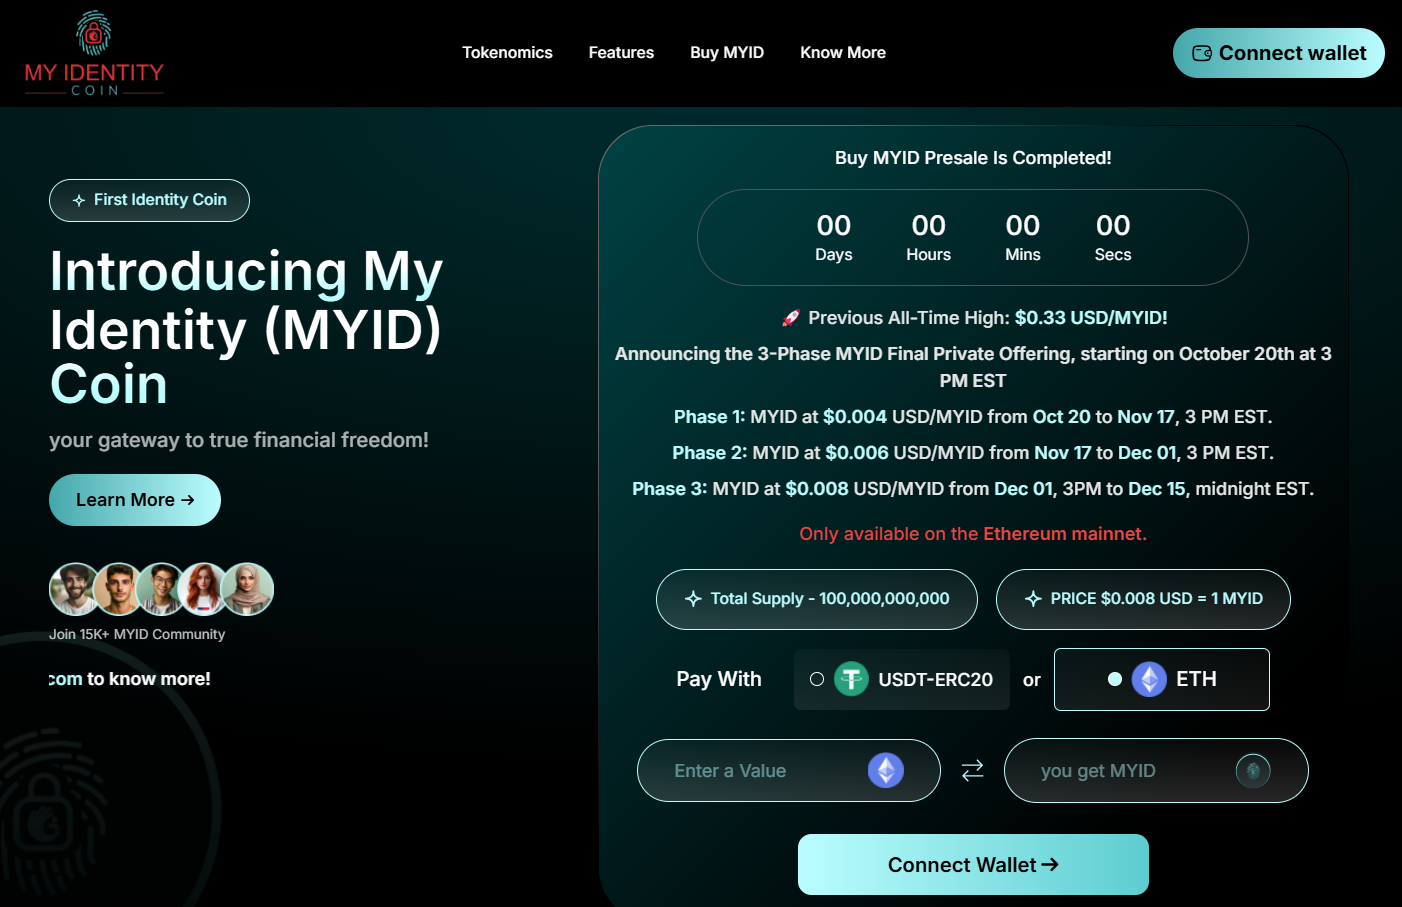 MY IDENTITY
COIN
Tokenomics
Features
Buy MYID
Know More
Connect wallet
First Identity Coin
Introducing My
Identity (MYID)
Coin
your gateway to true financial freedom!
Learn More →
Join 15K+ MYID Community
com to know more!
Buy MYID Presale Is Completed!
00 00 00 00
Days Hours Mins Secs
🚀 Previous All-Time High: $0.33 USD/MYID!
Announcing the 3-Phase MYID Final Private Offering, starting on October 20th at 3
PM EST
Phase 1: MYID at $0.004 USD/MYID from Oct 20 to Nov 17, 3 PM EST.
Phase 2: MYID at $0.006 USD/MYID from Nov 17 to Dec 01, 3 PM EST.
Phase 3: MYID at $0.008 USD/MYID from Dec 01, 3PM to Dec 15, midnight EST.
Only available on the Ethereum mainnet.
Total Supply - 100,000,000,000
PRICE $0.008 USD = 1 MYID
Pay With
USDT-ERC20
or
ETH
Enter a Value
you get MYID
Connect Wallet →